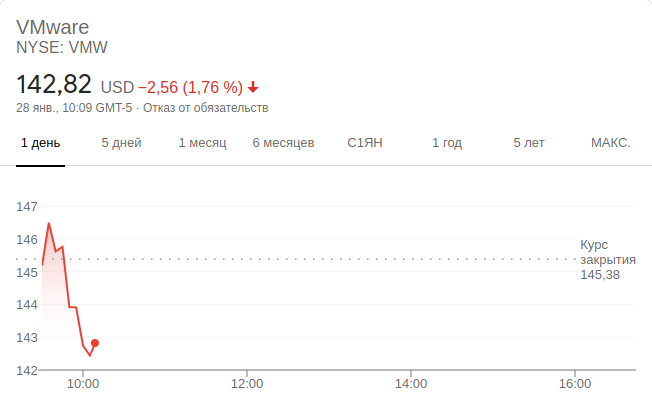 VMware
NYSE: VMW
142,82 USD −2,56 (1,76 %)
28 янв., 10:09 GMT-5 · Отказ от обязательств
1 день 5 дней 1 месяц 6 месяцев С1ЯН 1 год 5 лет МАКС.
147
146
145
144
143
142
Курс
закрытия
145,38
10:00 12:00 14:00 16:00